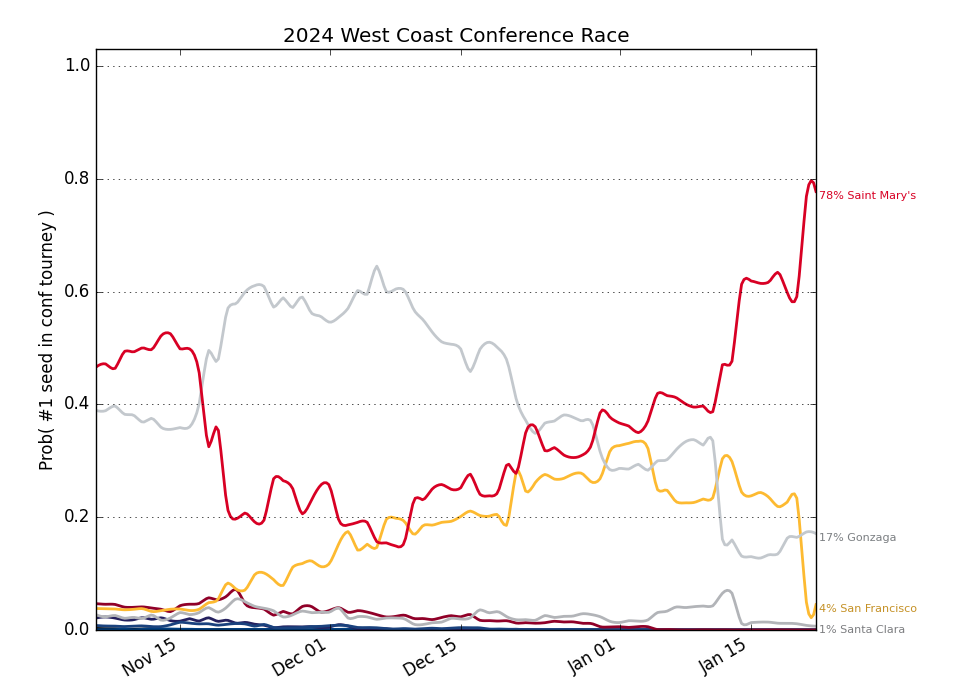 2024 West Coast Conference Race
Prob( #1 seed in conf tourney )
1.0
0.8
0.6
0.4
0.2
0.0
Nov 15
Dec 01
Dec 15
Jan 01
Jan 15
78% Saint Mary's
17% Gonzaga
4% San Francisco
1% Santa Clara